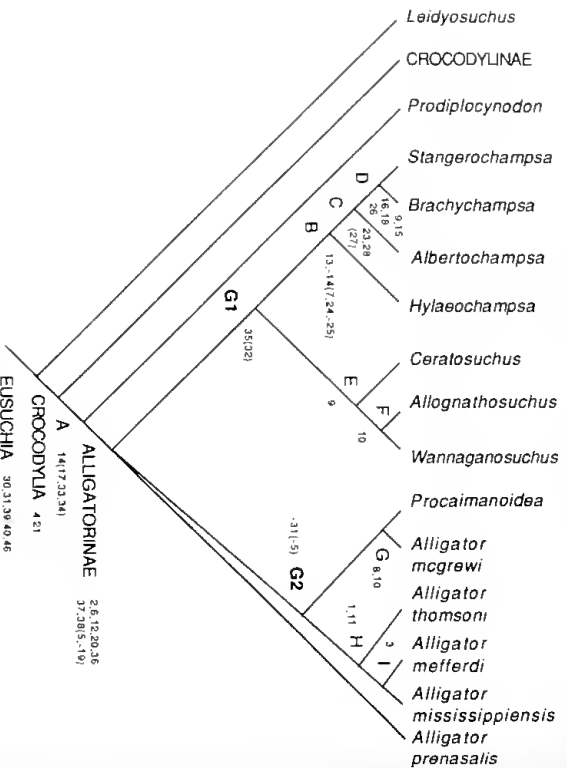 Leidyosuchus
CROCODYLINAE
Prodiplocynodon
Stangerochampsa
Brachychampsa
Albertochampsa
Hylaeochampsa
Ceratosuchus
Allognathosuchus
Wannaganosuchus
Procaimanoidea
Alligator
mcgrewi
Alligator
thomsoni
Alligator
mefferdi
Alligator
mississippiensis
Alligator
prenasalis
D
9,15
16,18
26
C
23,28
(27)
B
13,-14(7,24,-25)
G1
35(32)
E
9
F
10
G
8,10
G2
-31(-5)
H
1,11
I
3
ALLIGATORINAE
2,6,12,20,36
37,38(5,-19)
A
14(17,33,34)
CROCODYLIA
4 21
EUSUCHIA
30,31,39 40,46